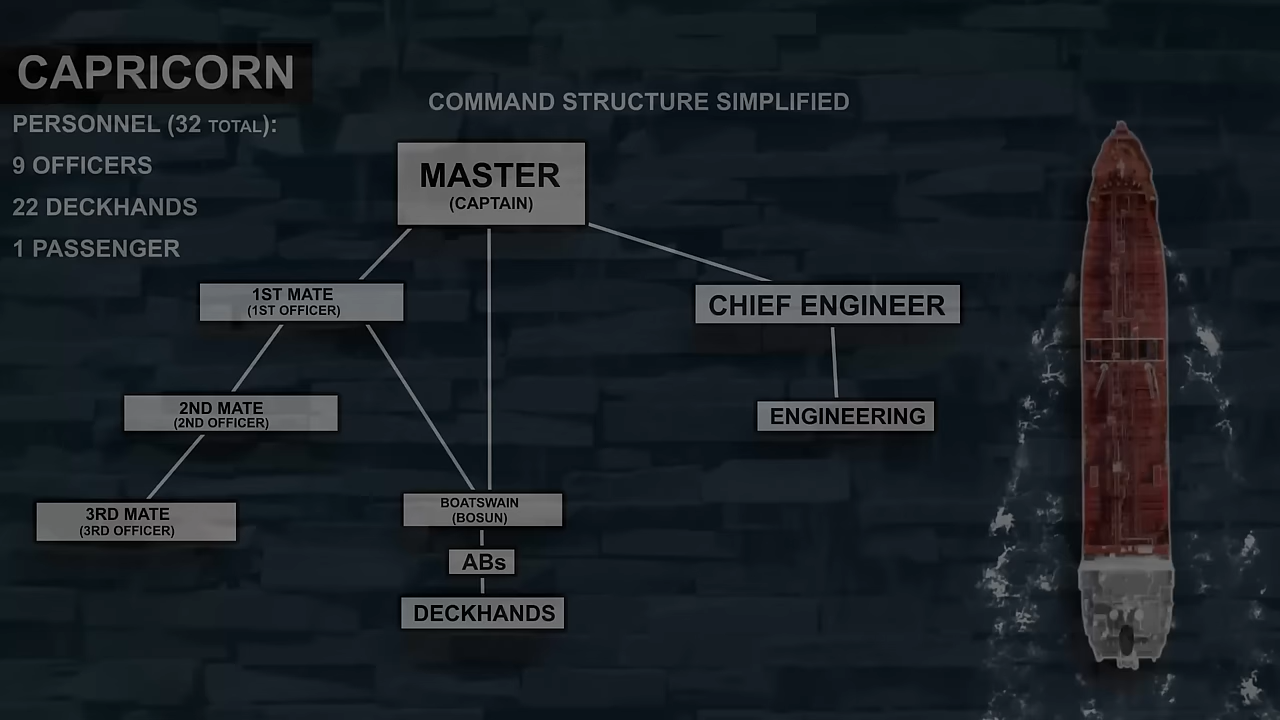 CAPRICORN
PERSONNEL (32 TOTAL):
9 OFFICERS
22 DECKHANDS
1 PASSENGER
COMMAND STRUCTURE SIMPLIFIED
MASTER
(CAPTAIN)
1ST MATE
(1ST OFFICER)
CHIEF ENGINEER
2ND MATE
(2ND OFFICER)
ENGINEERING
3RD MATE
(3RD OFFICER)
BOATSWAIN
(BOSUN)
ABs
DECKHANDS